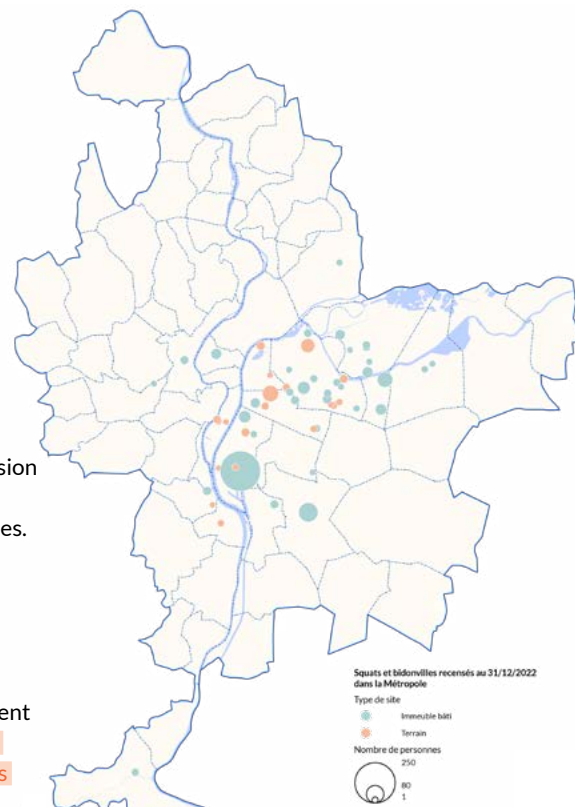 sion
es.
ent
s
Squats et bidonvilles recensés au 31/12/2022
dans la Métropole
Type de site
Immeuble bâti
Terrain
Nombre de personnes
250
80
1